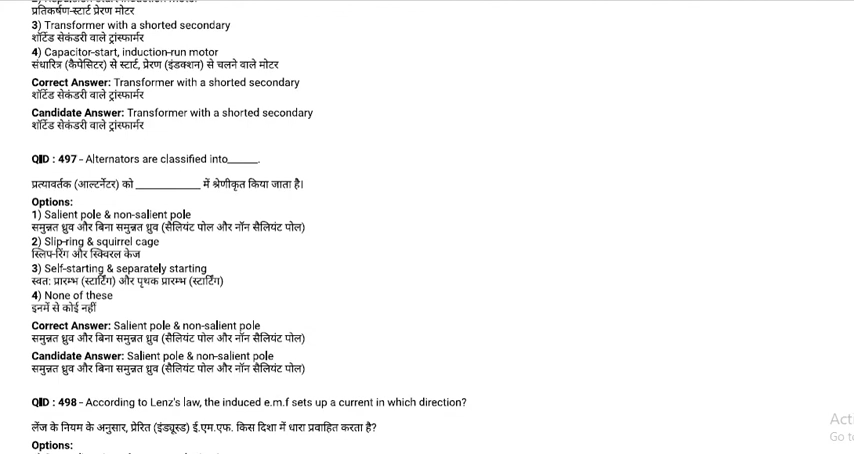 प्रतिकर्षण-स्टार्ट प्रेरण मोटर
3) Transformer with a shorted secondary
शॉर्टेड सेकंडरी वाले ट्रांस्फार्मर
4) Capacitor-start, induction-run motor
संधारित्र (कैपेसिटर) से स्टार्ट, प्रेरण (इंडक्शन) से चलने वाले मोटर
Correct Answer: Transformer with a shorted secondary
शॉर्टेड सेकंडरी वाले ट्रांस्फार्मर
Candidate Answer: Transformer with a shorted secondary
शॉर्टेड सेकंडरी वाले ट्रांस्फार्मर
QID : 497 - Alternators are classified into______.
प्रत्यावर्तक (आल्टर्नेटर) को ____________ में श्रेणीकृत किया जाता है।
Options:
1) Salient pole & non-salient pole
समुन्नत ध्रुव और बिना समुन्नत ध्रुव (सैलियंट पोल और नॉन सैलियंट पोल)
2) Slip-ring & squirrel cage
स्लिप-रिंग और स्क्विरल केज
3) Self-starting & separately starting
स्वत: प्रारम्भ (स्टार्टिंग) और पृथक प्रारम्भ (स्टार्टिंग)
4) None of these
इनमें से कोई नहीं
Correct Answer: Salient pole & non-salient pole
समुन्नत ध्रुव और बिना समुन्नत ध्रुव (सैलियंट पोल और नॉन सैलियंट पोल)
Candidate Answer: Salient pole & non-salient pole
समुन्नत ध्रुव और बिना समुन्नत ध्रुव (सैलियंट पोल और नॉन सैलियंट पोल)
QID : 498 - According to Lenz's law, the induced e.m.f sets up a current in which direction?
लेंज के नियम के अनुसार, प्रेरित (इंड्यूस्ड) ई.एम.एफ. किस दिशा में धारा प्रवाहित करता है?
Options:
Act
Go to